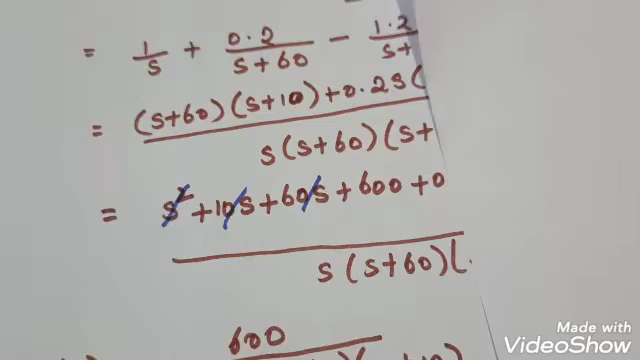 = 1/s + 0.2/(s+60) - 1.2/(s+
= (s+60)(s+10)+0.2s( / s(s+60)(s+
= s²+10s+60s+600+0 / s(s+60)(
600
Made with
VideoShow